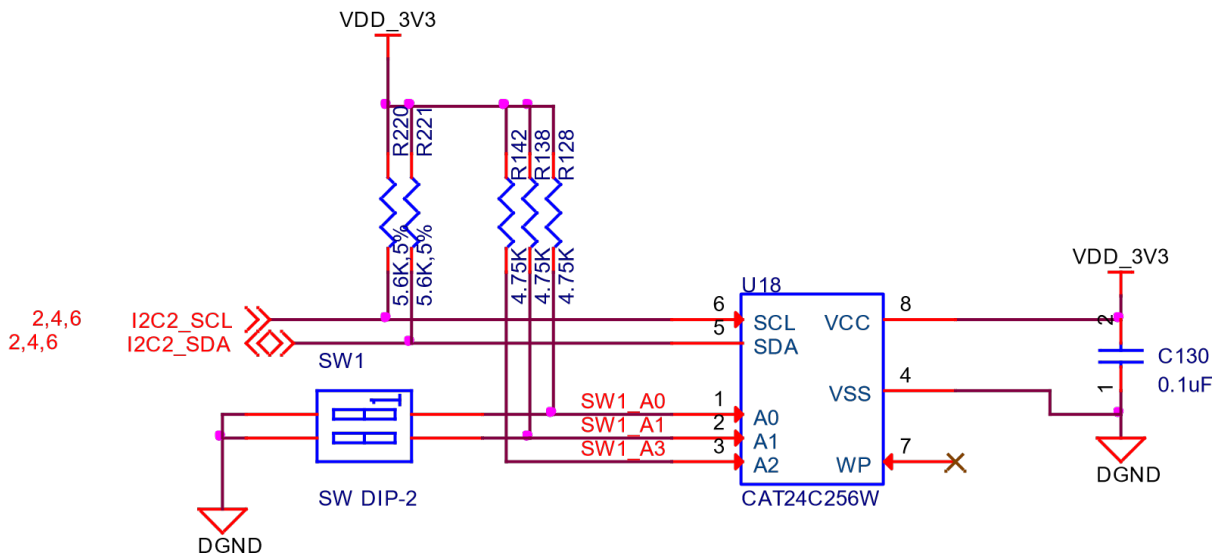 VDD_3V3
R220
R221
R142
R138
R128
5.6K,5%
5.6K,5%
4.75K
4.75K
4.75K
VDD_3V3
U18
2,4,6 I2C2_SCL
6 SCL VCC 8
2
2,4,6 I2C2_SDA
5 SDA
SW1
C130
0.1uF
1
VSS 4
1
SW1_A0 1 A0
SW1_A1 2 A1
SW1_A3 3 A2 WP 7
DGND
SW DIP-2
CAT24C256W
DGND